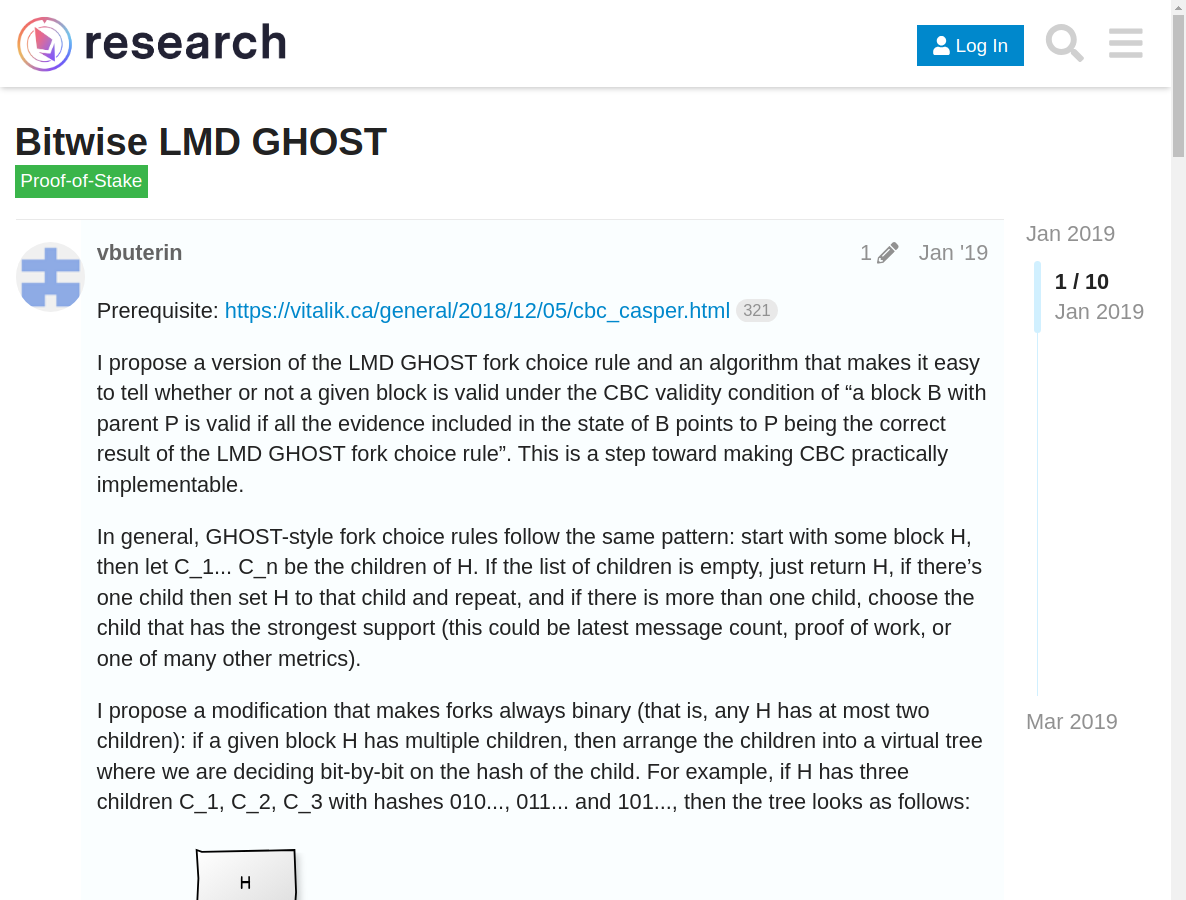 research
Log In
Bitwise LMD GHOST
Proof-of-Stake
vbuterin
1
Jan '19
Jan 2019
1 / 10
Jan 2019
Mar 2019
Prerequisite: https://vitalik.ca/general/2018/12/05/cbc_casper.html 321
I propose a version of the LMD GHOST fork choice rule and an algorithm that makes it easy
to tell whether or not a given block is valid under the CBC validity condition of “a block B with
parent P is valid if all the evidence included in the state of B points to P being the correct
result of the LMD GHOST fork choice rule”. This is a step toward making CBC practically
implementable.
In general, GHOST-style fork choice rules follow the same pattern: start with some block H,
then let C_1... C_n be the children of H. If the list of children is empty, just return H, if there’s
one child then set H to that child and repeat, and if there is more than one child, choose the
child that has the strongest support (this could be latest message count, proof of work, or
one of many other metrics).
I propose a modification that makes forks always binary (that is, any H has at most two
children): if a given block H has multiple children, then arrange the children into a virtual tree
where we are deciding bit-by-bit on the hash of the child. For example, if H has three
children C_1, C_2, C_3 with hashes 010..., 011... and 101..., then the tree looks as follows:
H